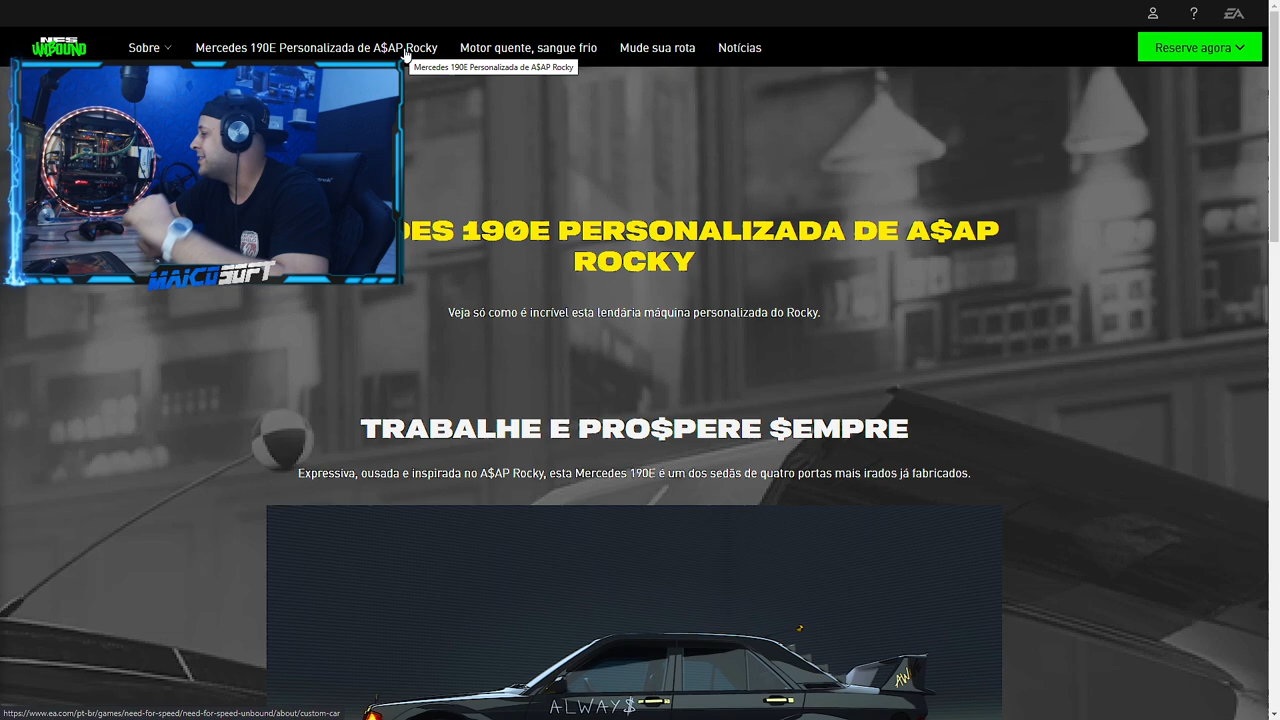 EA
NFS
UNBOUND
Sobre
Mercedes 190E Personalizada de A$AP Rocky
Motor quente, sangue frio
Mude sua rota
Notícias
Reserve agora
Mercedes 190E Personalizada de A$AP Rocky
MAICOSOFT
DES 190E PERSONALIZADA DE A$AP
ROCKY
Veja só como é incrível esta lendária máquina personalizada do Rocky.
TRABALHE E PRO$PERE $EMPRE
Expressiva, ousada e inspirada no A$AP Rocky, esta Mercedes 190E é um dos sedãs de quatro portas mais irados já fabricados.
AW
ALWAY$
https://www.ea.com/pt-br/games/need-for-speed/need-for-speed-unbound/about/custom-car